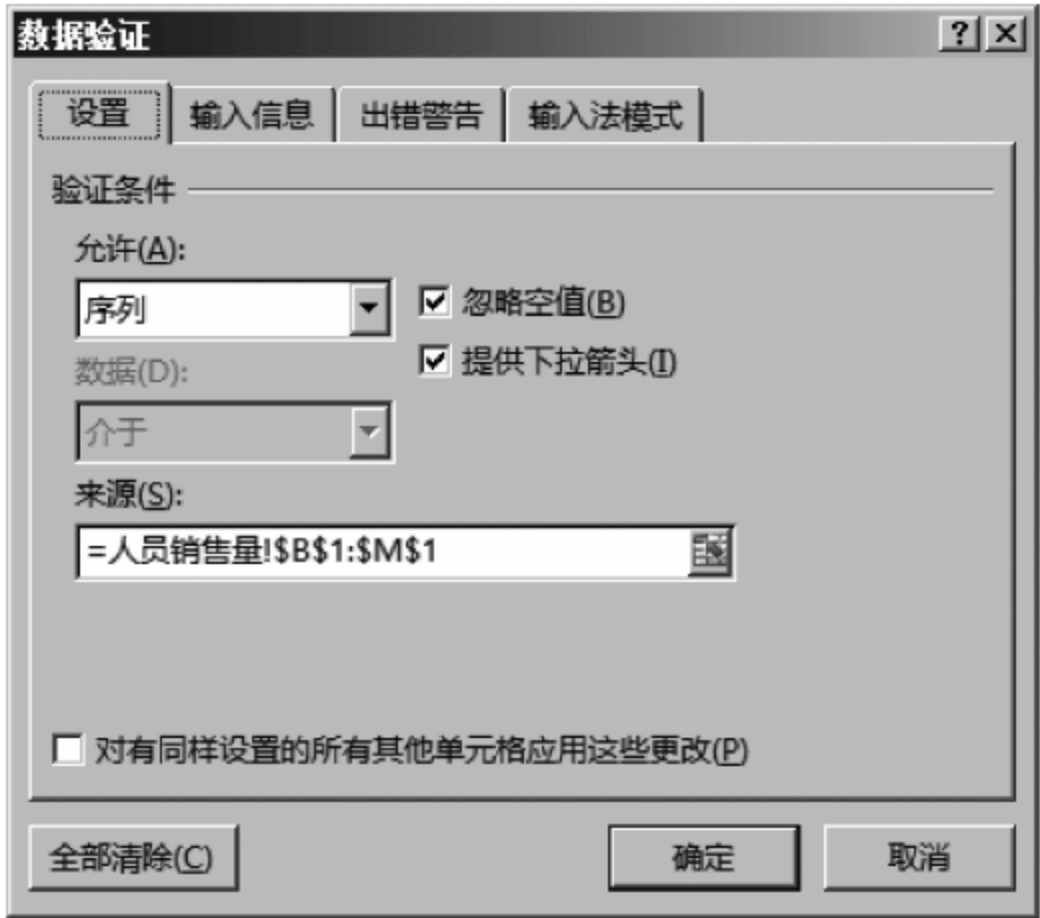 数据验证
设置 输入信息 出错警告 输入法模式
验证条件
允许(A):
序列 忽略空值(B)
数据(D): 提供下拉箭头(I)
介于
来源(S):
=人员销售量!$B$1:$M$1
对有同样设置的所有其他单元格应用这些更改(P)
全部清除(C) 确定 取消